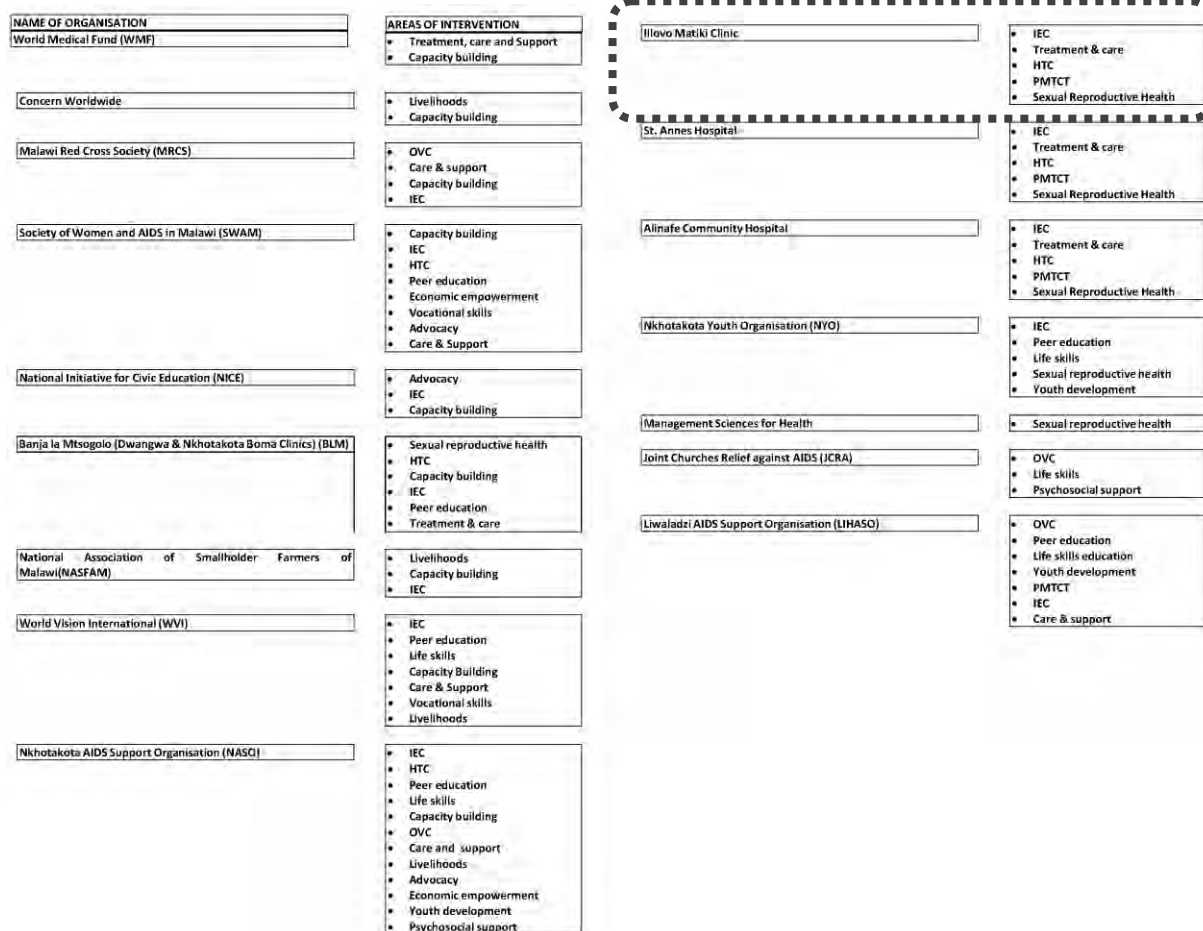 NAME OF ORGANISATION
AREAS OF INTERVENTION
World Medical Fund (WMF)
• Treatment, care and Support
• Capacity building
Concern Worldwide
• Livelihoods
• Capacity building
Malawi Red Cross Society (MRCS)
• OVC
• Care & support
• Capacity building
• IEC
Society of Women and AIDS in Malawi (SWAM)
• Capacity building
• IEC
• HTC
• Peer education
• Economic empowerment
• Vocational skills
• Advocacy
• Care & Support
National Initiative for Civic Education (NICE)
• Advocacy
• IEC
• Capacity building
Banja la Mtsogolo (Dwangwa & Nkhotakota Boma Clinics) (BLM)
• Sexual reproductive health
• HTC
• Capacity building
• IEC
• Peer education
• Treatment & care
National Association of Smallholder Farmers of
Malawi(NASFAM)
• Livelihoods
• Capacity building
• IEC
World Vision International (WVI)
• IEC
• Peer education
• Life skills
• Capacity Building
• Care & Support
• Vocational skills
• Livelihoods
Nkhotakota AIDS Support Organisation (NASO)
• IEC
• HTC
• Peer education
• Life skills
• Capacity building
• OVC
• Care and support
• Livelihoods
• Advocacy
• Economic empowerment
• Youth development
• Psychosocial support
Illovo Matiki Clinic
• IEC
• Treatment & care
• HTC
• PMTCT
• Sexual Reproductive Health
St. Annes Hospital
• IEC
• Treatment & care
• HTC
• PMTCT
• Sexual Reproductive Health
Alinafe Community Hospital
• IEC
• Treatment & care
• HTC
• PMTCT
• Sexual Reproductive Health
Nkhotakota Youth Organisation (NYO)
• IEC
• Peer education
• Life skills
• Sexual reproductive health
• Youth development
Management Sciences for Health
• Sexual reproductive health
Joint Churches Relief against AIDS (JCRA)
• OVC
• Life skills
• Psychosocial support
Liwaladzi AIDS Support Organisation (LIHASO)
• OVC
• Peer education
• Life skills education
• Youth development
• PMTCT
• IEC
• Care & support